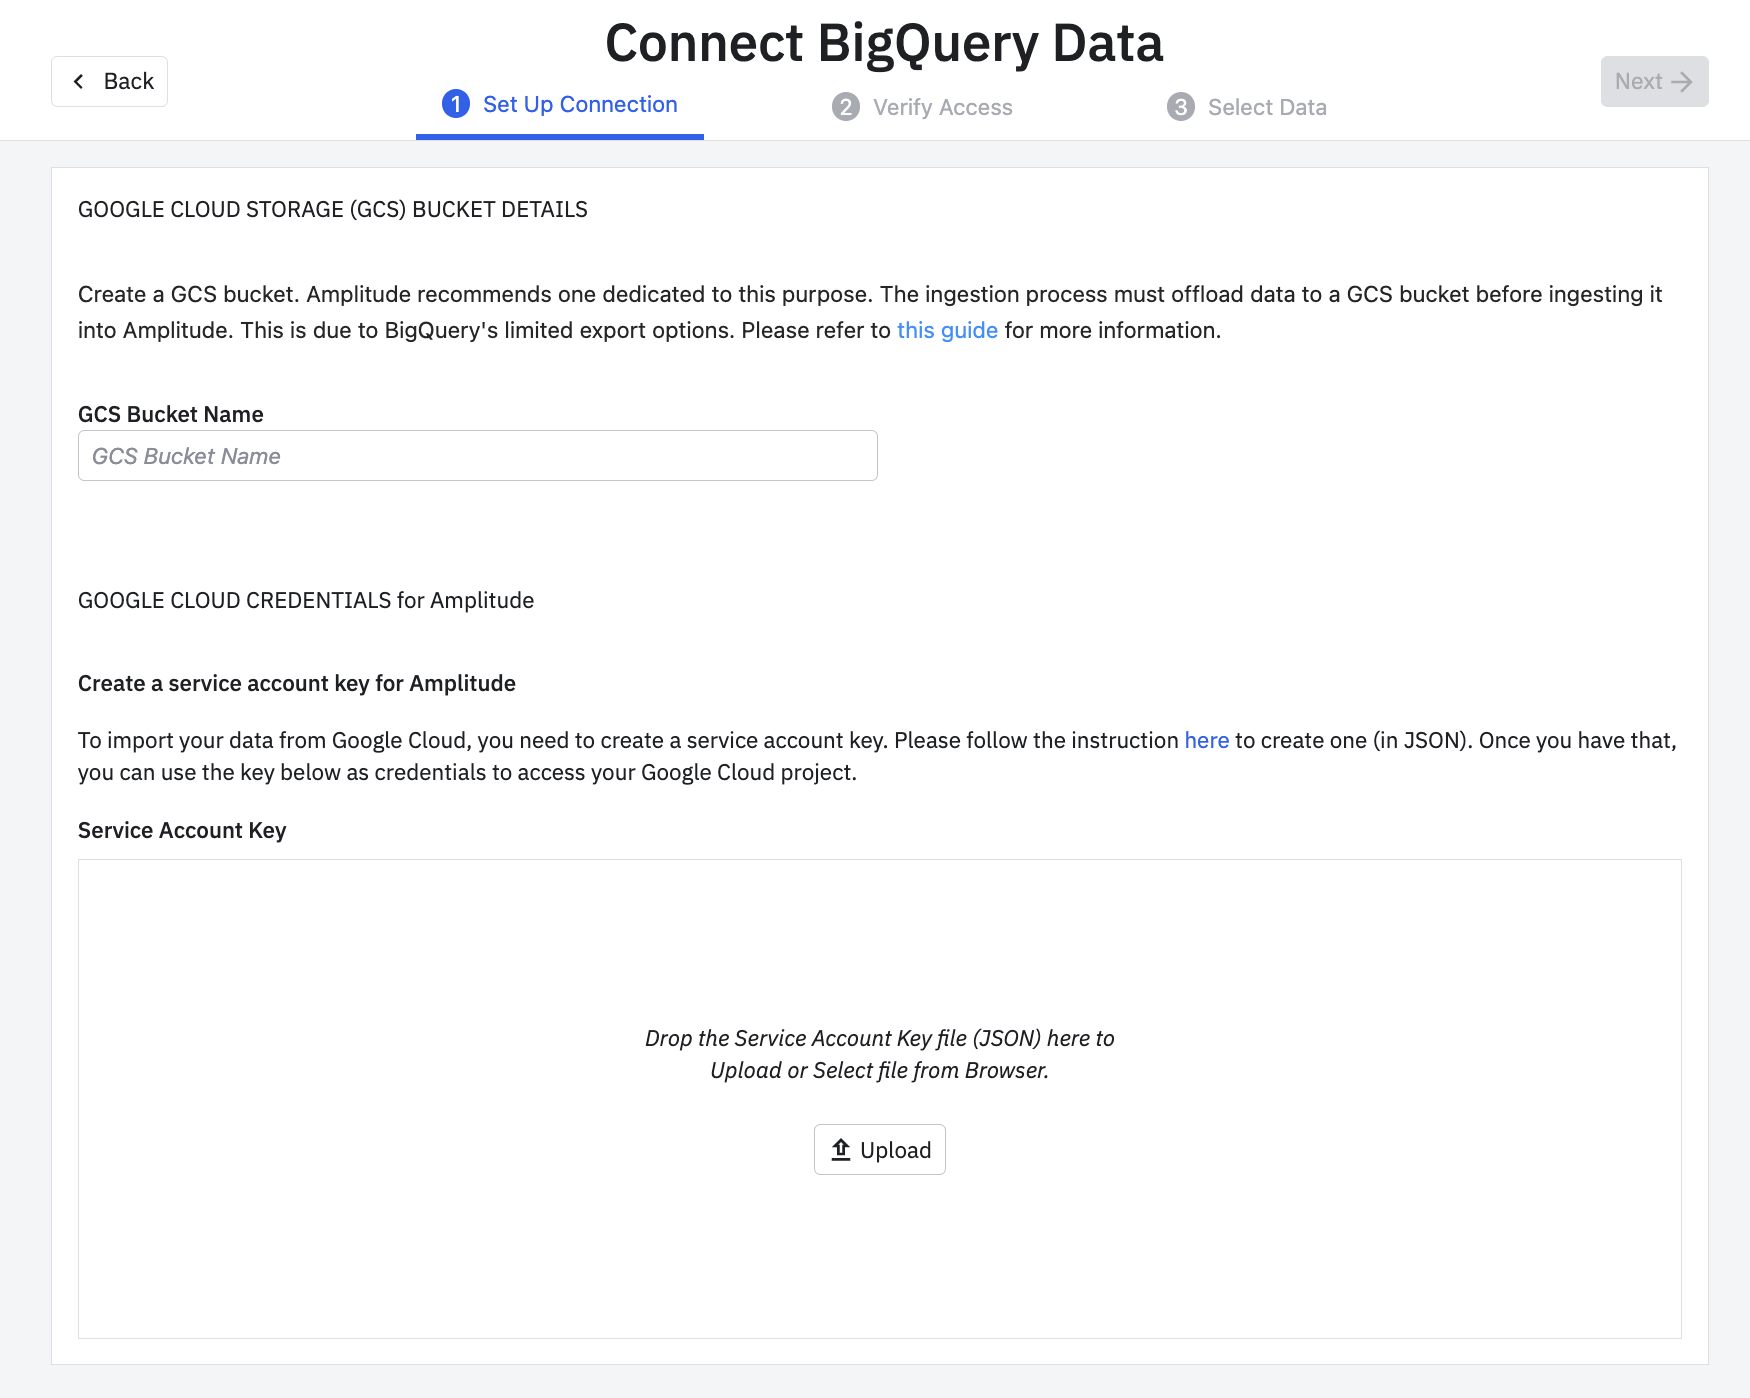 Connect BigQuery Data
Back
1 Set Up Connection
2 Verify Access
3 Select Data
Next
GOOGLE CLOUD STORAGE (GCS) BUCKET DETAILS
Create a GCS bucket. Amplitude recommends one dedicated to this purpose. The ingestion process must offload data to a GCS bucket before ingesting it
into Amplitude. This is due to BigQuery's limited export options. Please refer to this guide for more information.
GCS Bucket Name
GCS Bucket Name
GOOGLE CLOUD CREDENTIALS for Amplitude
Create a service account key for Amplitude
To import your data from Google Cloud, you need to create a service account key. Please follow the instruction here to create one (in JSON). Once you have that,
you can use the key below as credentials to access your Google Cloud project.
Service Account Key
Drop the Service Account Key file (JSON) here to
Upload or Select file from Browser.
Upload